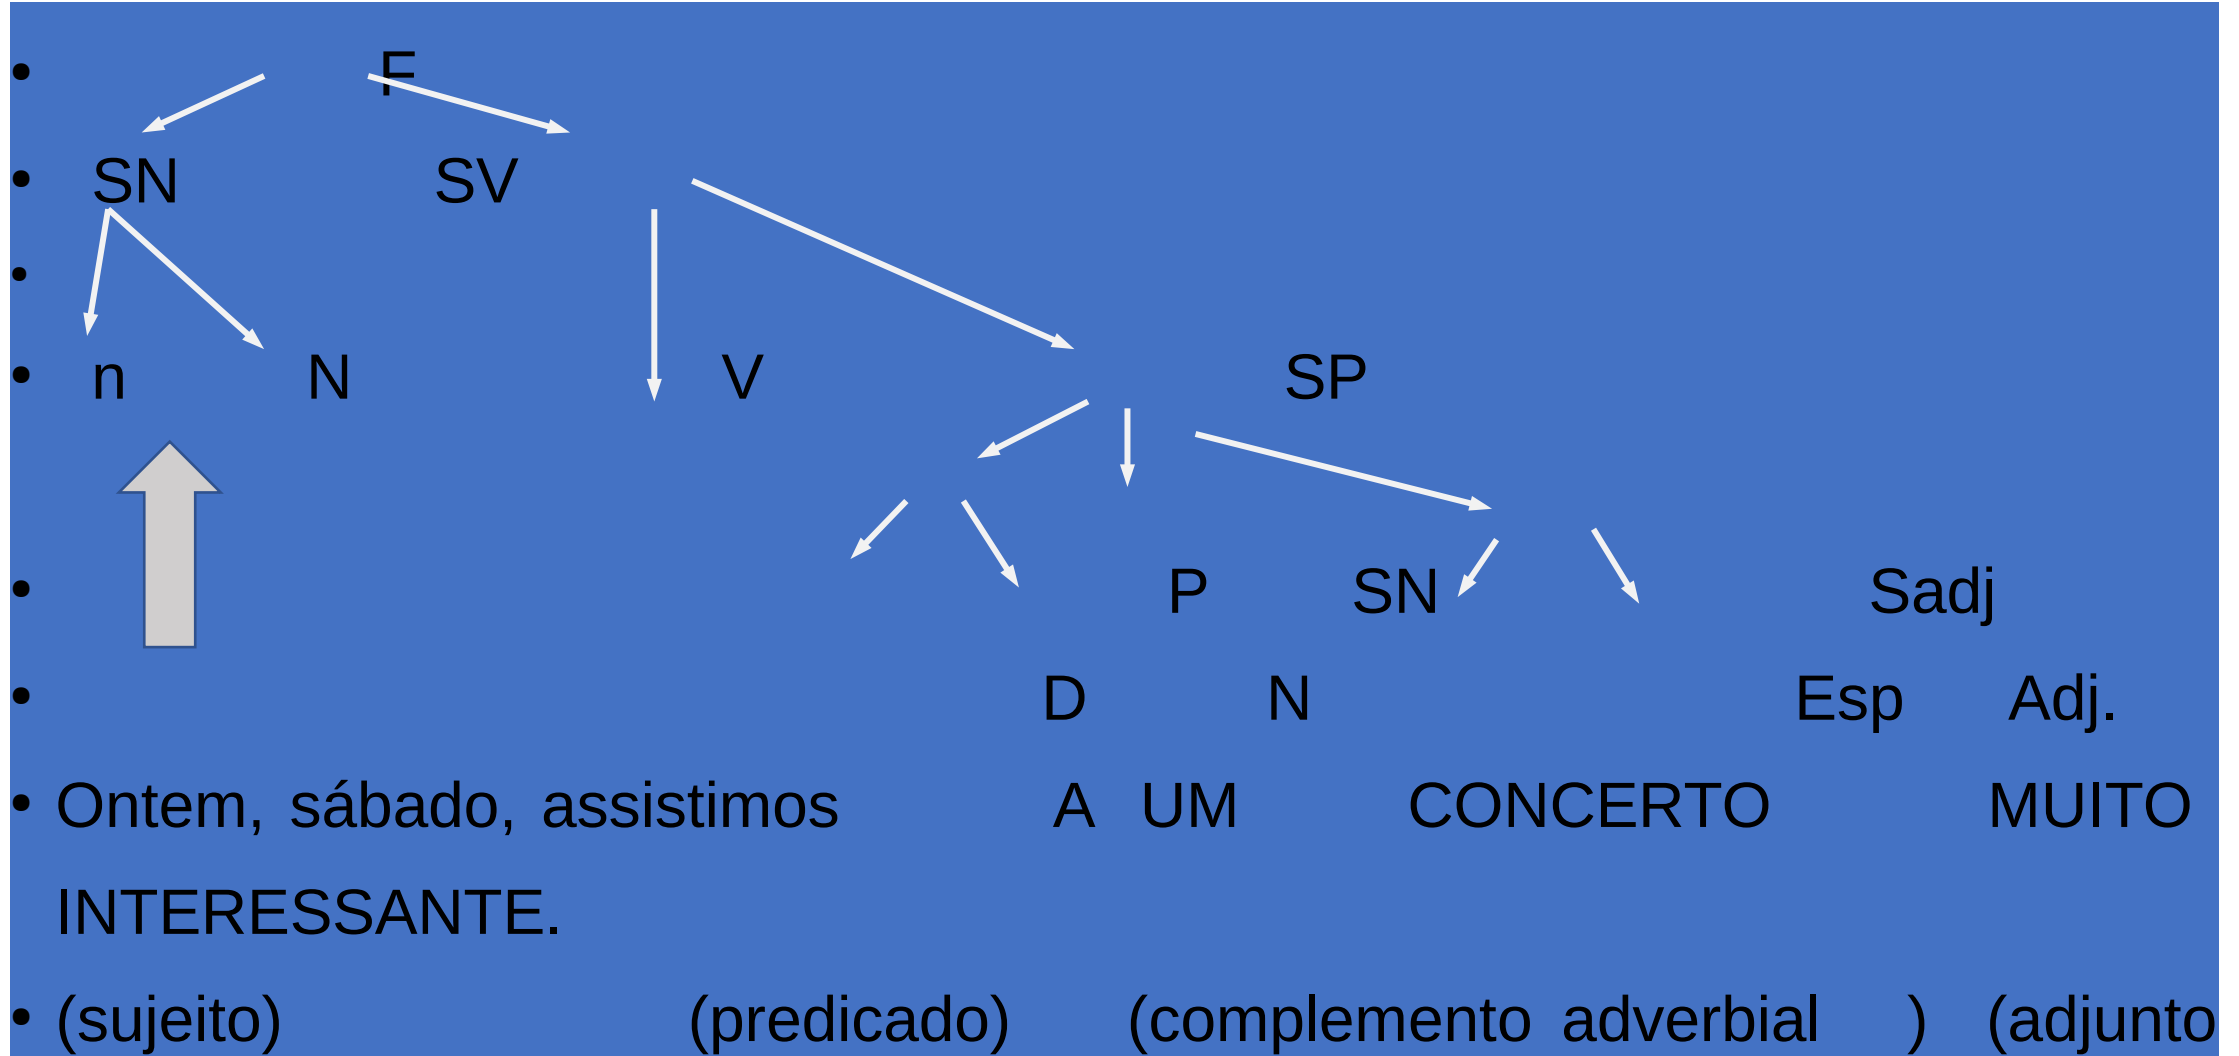 F
SN SV
n N V SP
P SN Sadj
D N Esp Adj.
Ontem, sábado, assistimos A UM CONCERTO MUITO
INTERESSANTE.
(sujeito) (predicado) (complemento adverbial ) (adjunto